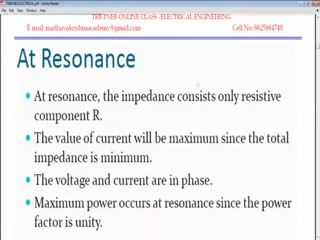 TRB-TNEB-ONLINE CLASS -ELECTRICAL ENGINEERING
E mail: madhavakrishnaacademy@gmail.com Cell No: 8825884740
At Resonance
• At resonance, the impedance consists only resistive
component R.
• The value of current will be maximum since the total
impedance is minimum.
• The voltage and current are in phase.
• Maximum power occurs at resonance since the power
factor is unity.